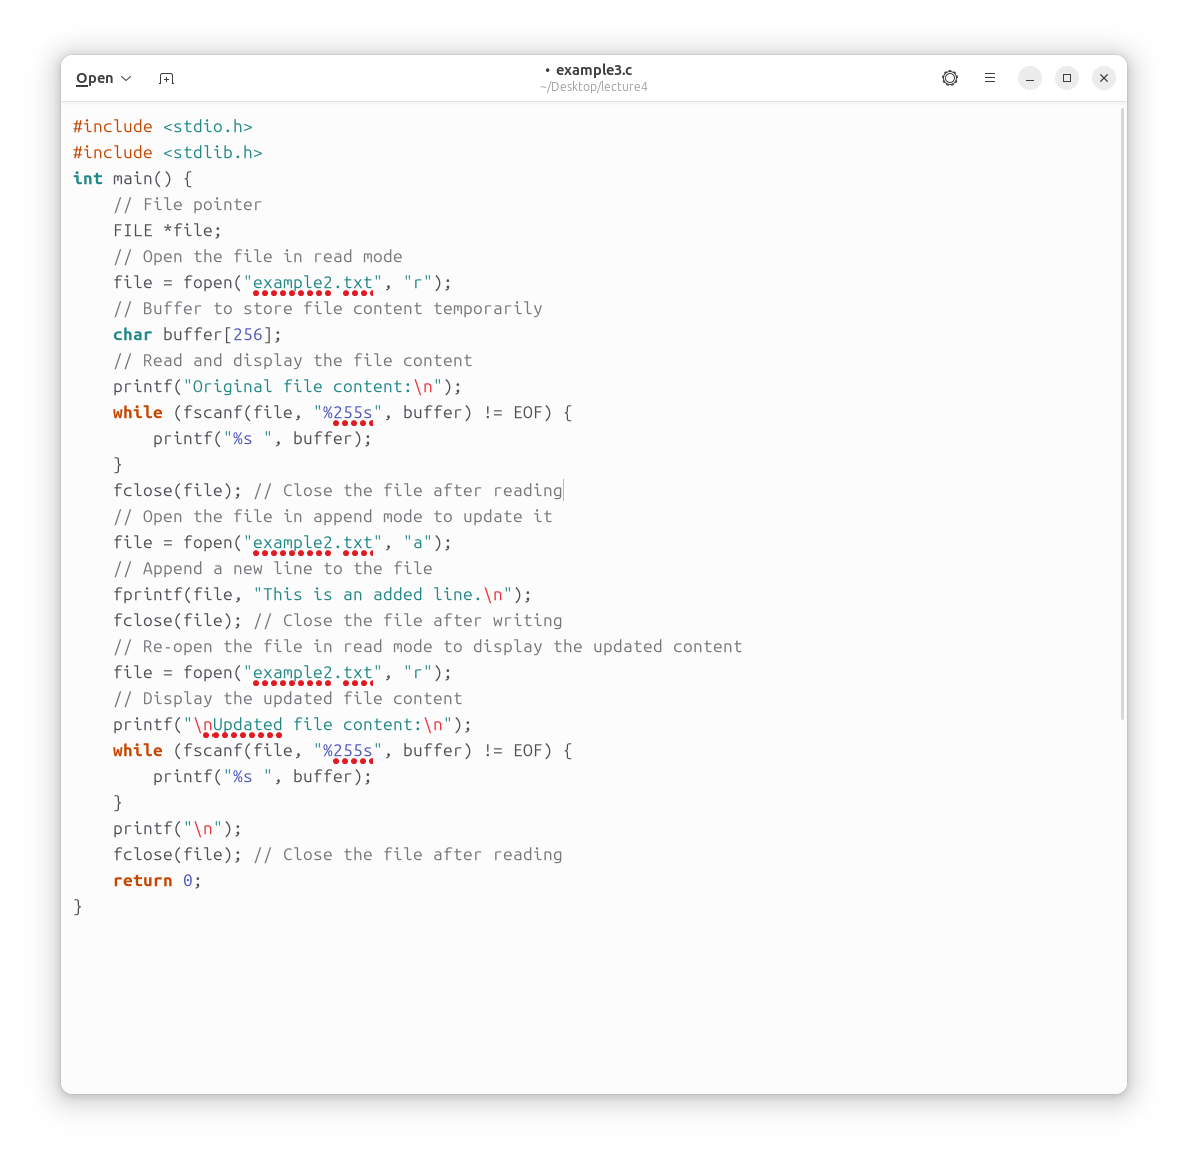 Open
• example3.c
~/Desktop/lecture4
#include <stdio.h>
#include <stdlib.h>
int main() {
    // File pointer
    FILE *file;
    // Open the file in read mode
    file = fopen("example2.txt", "r");
    // Buffer to store file content temporarily
    char buffer[256];
    // Read and display the file content
    printf("Original file content:\n");
    while (fscanf(file, "%255s", buffer) != EOF) {
        printf("%s ", buffer);
    }
    fclose(file); // Close the file after reading
    // Open the file in append mode to update it
    file = fopen("example2.txt", "a");
    // Append a new line to the file
    fprintf(file, "This is an added line.\n");
    fclose(file); // Close the file after writing
    // Re-open the file in read mode to display the updated content
    file = fopen("example2.txt", "r");
    // Display the updated file content
    printf("\nUpdated file content:\n");
    while (fscanf(file, "%255s", buffer) != EOF) {
        printf("%s ", buffer);
    }
    printf("\n");
    fclose(file); // Close the file after reading
    return 0;
}